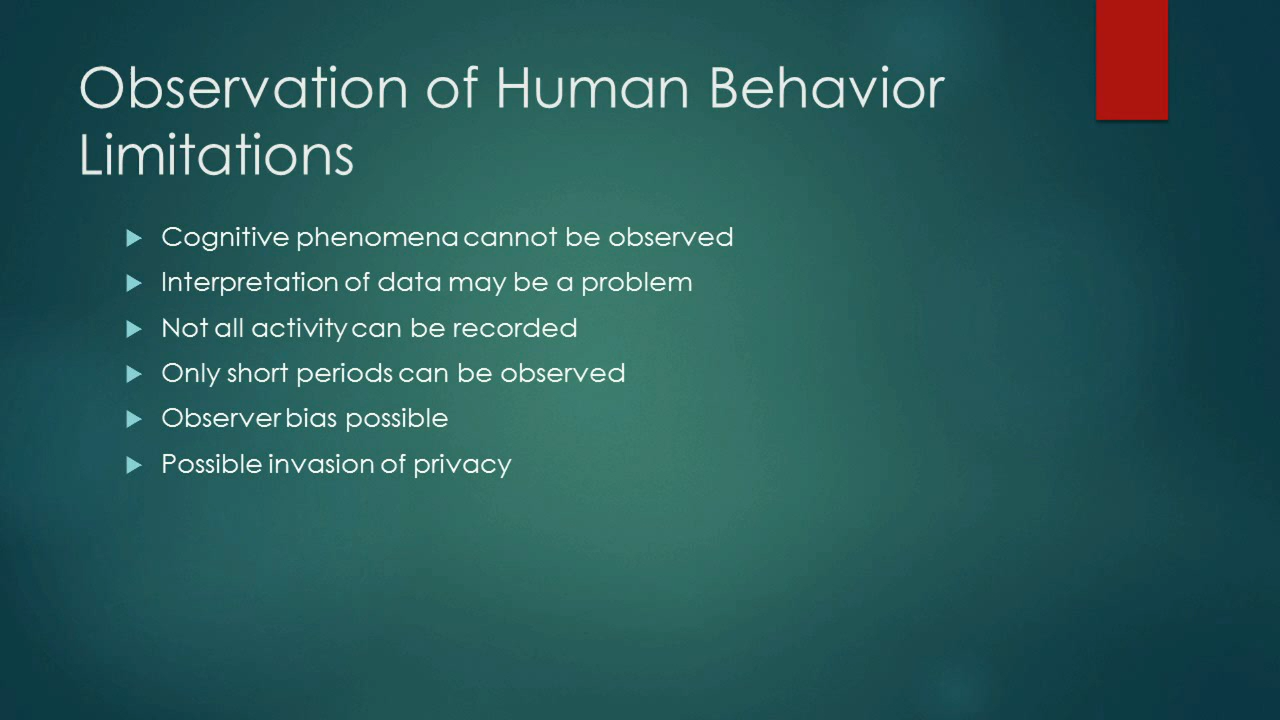 Observation of Human Behavior
Limitations
Cognitive phenomena cannot be observed
Interpretation of data may be a problem
Not all activity can be recorded
Only short periods can be observed
Observer bias possible
Possible invasion of privacy